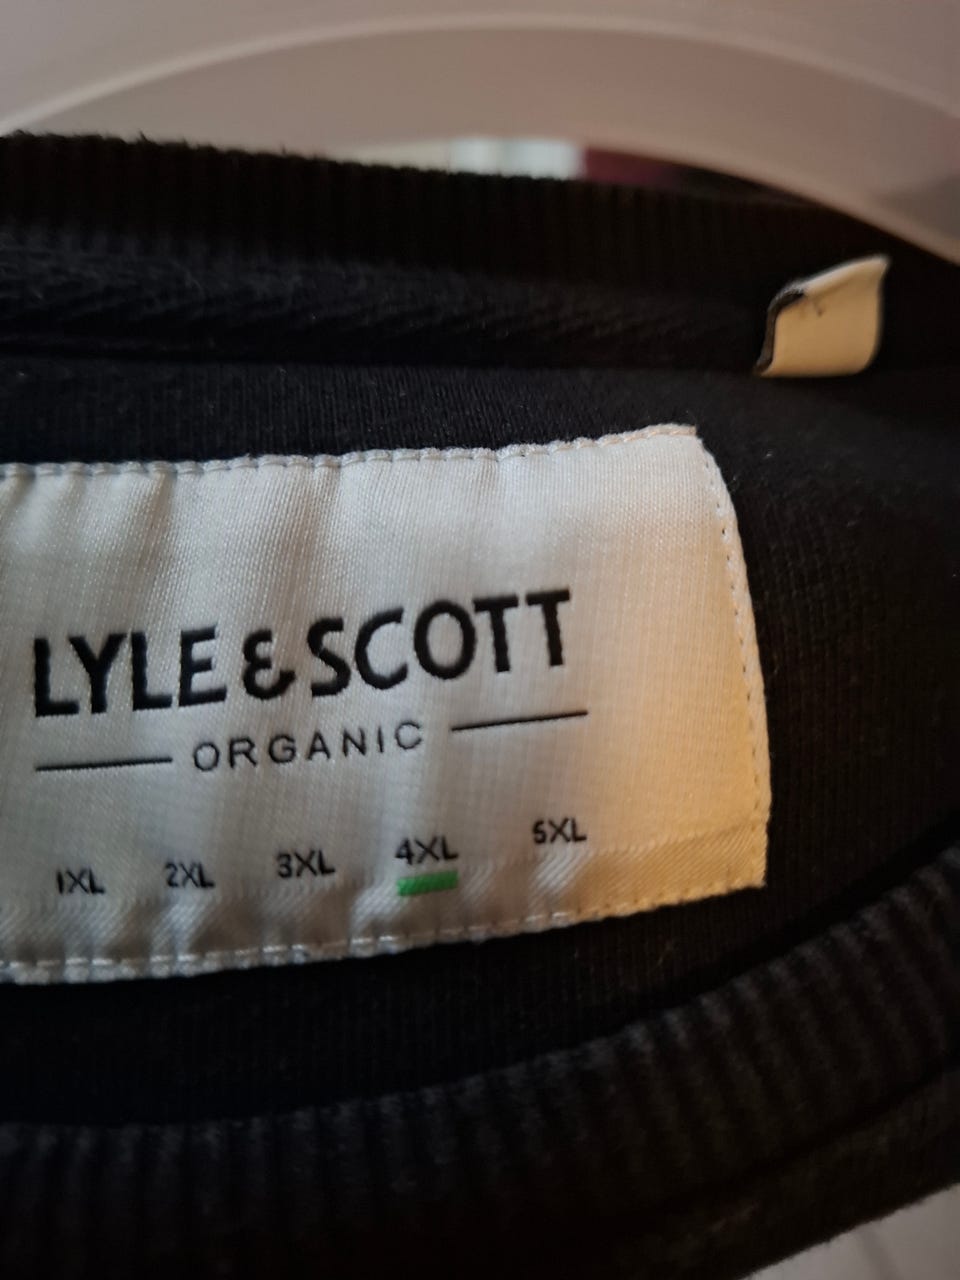 LYLE & SCOTT
ORGANIC
1XL 2XL 3XL 4XL 5XL